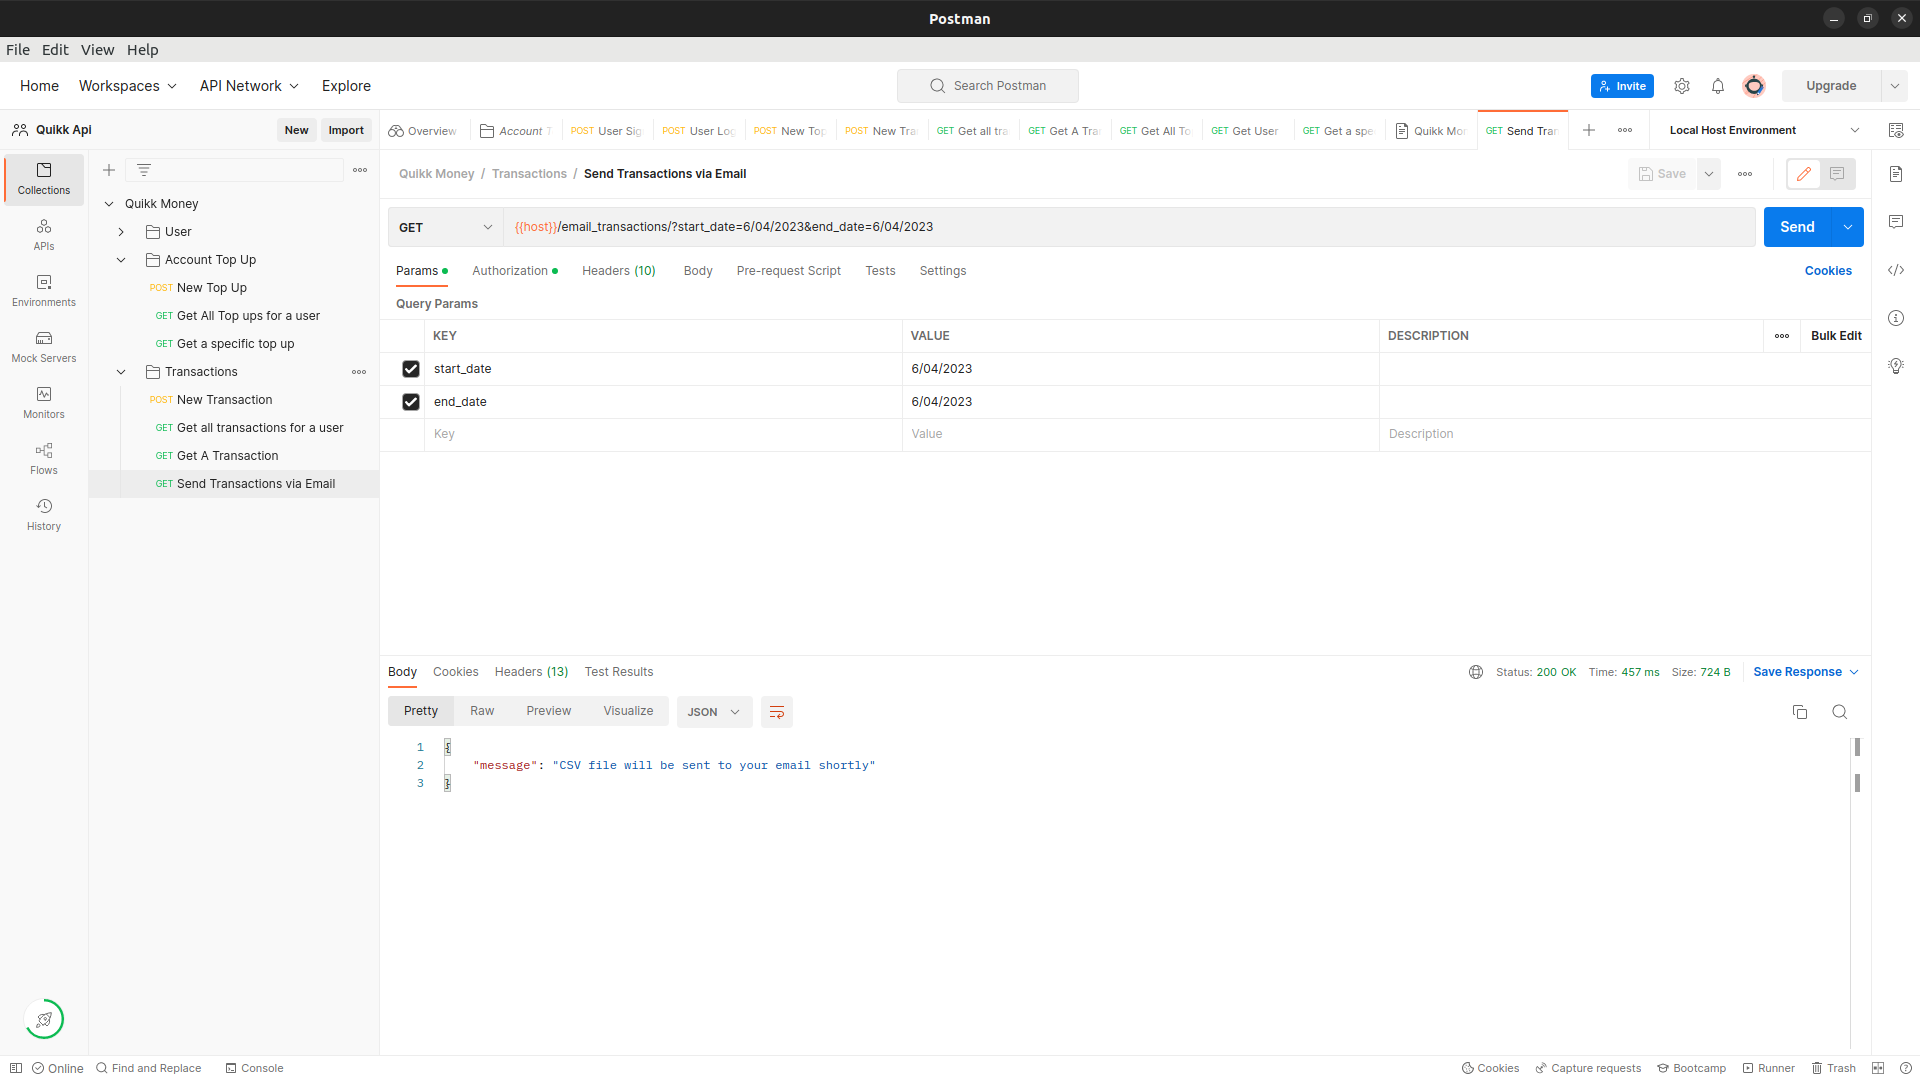 Postman
File Edit View Help
Home Workspaces API Network Explore Search Postman Invite Upgrade
Quikk Api New Import Overview Account T POST User Sig POST User Log POST New Top POST New Tra GET Get all tra GET Get A Tra GET Get All To GET Get User GET Get a spe Quikk Mon GET Send Tran Local Host Environment
Collections
APIs
Environments
Mock Servers
Monitors
Flows
History
Quikk Money
User
Account Top Up
POST New Top Up
GET Get All Top ups for a user
GET Get a specific top up
Transactions
POST New Transaction
GET Get all transactions for a user
GET Get A Transaction
GET Send Transactions via Email
Quikk Money / Transactions / Send Transactions via Email Save
GET {{host}}/email_transactions/?start_date=6/04/2023&end_date=6/04/2023 Send
Params Authorization Headers (10) Body Pre-request Script Tests Settings Cookies
Query Params
KEY VALUE DESCRIPTION Bulk Edit
start_date 6/04/2023
end_date 6/04/2023
Key Value Description
Body Cookies Headers (13) Test Results Status: 200 OK Time: 457 ms Size: 724 B Save Response
Pretty Raw Preview Visualize JSON
1 {
2 "message": "CSV file will be sent to your email shortly"
3 }
Online Find and Replace Console Cookies Capture requests Bootcamp Runner Trash